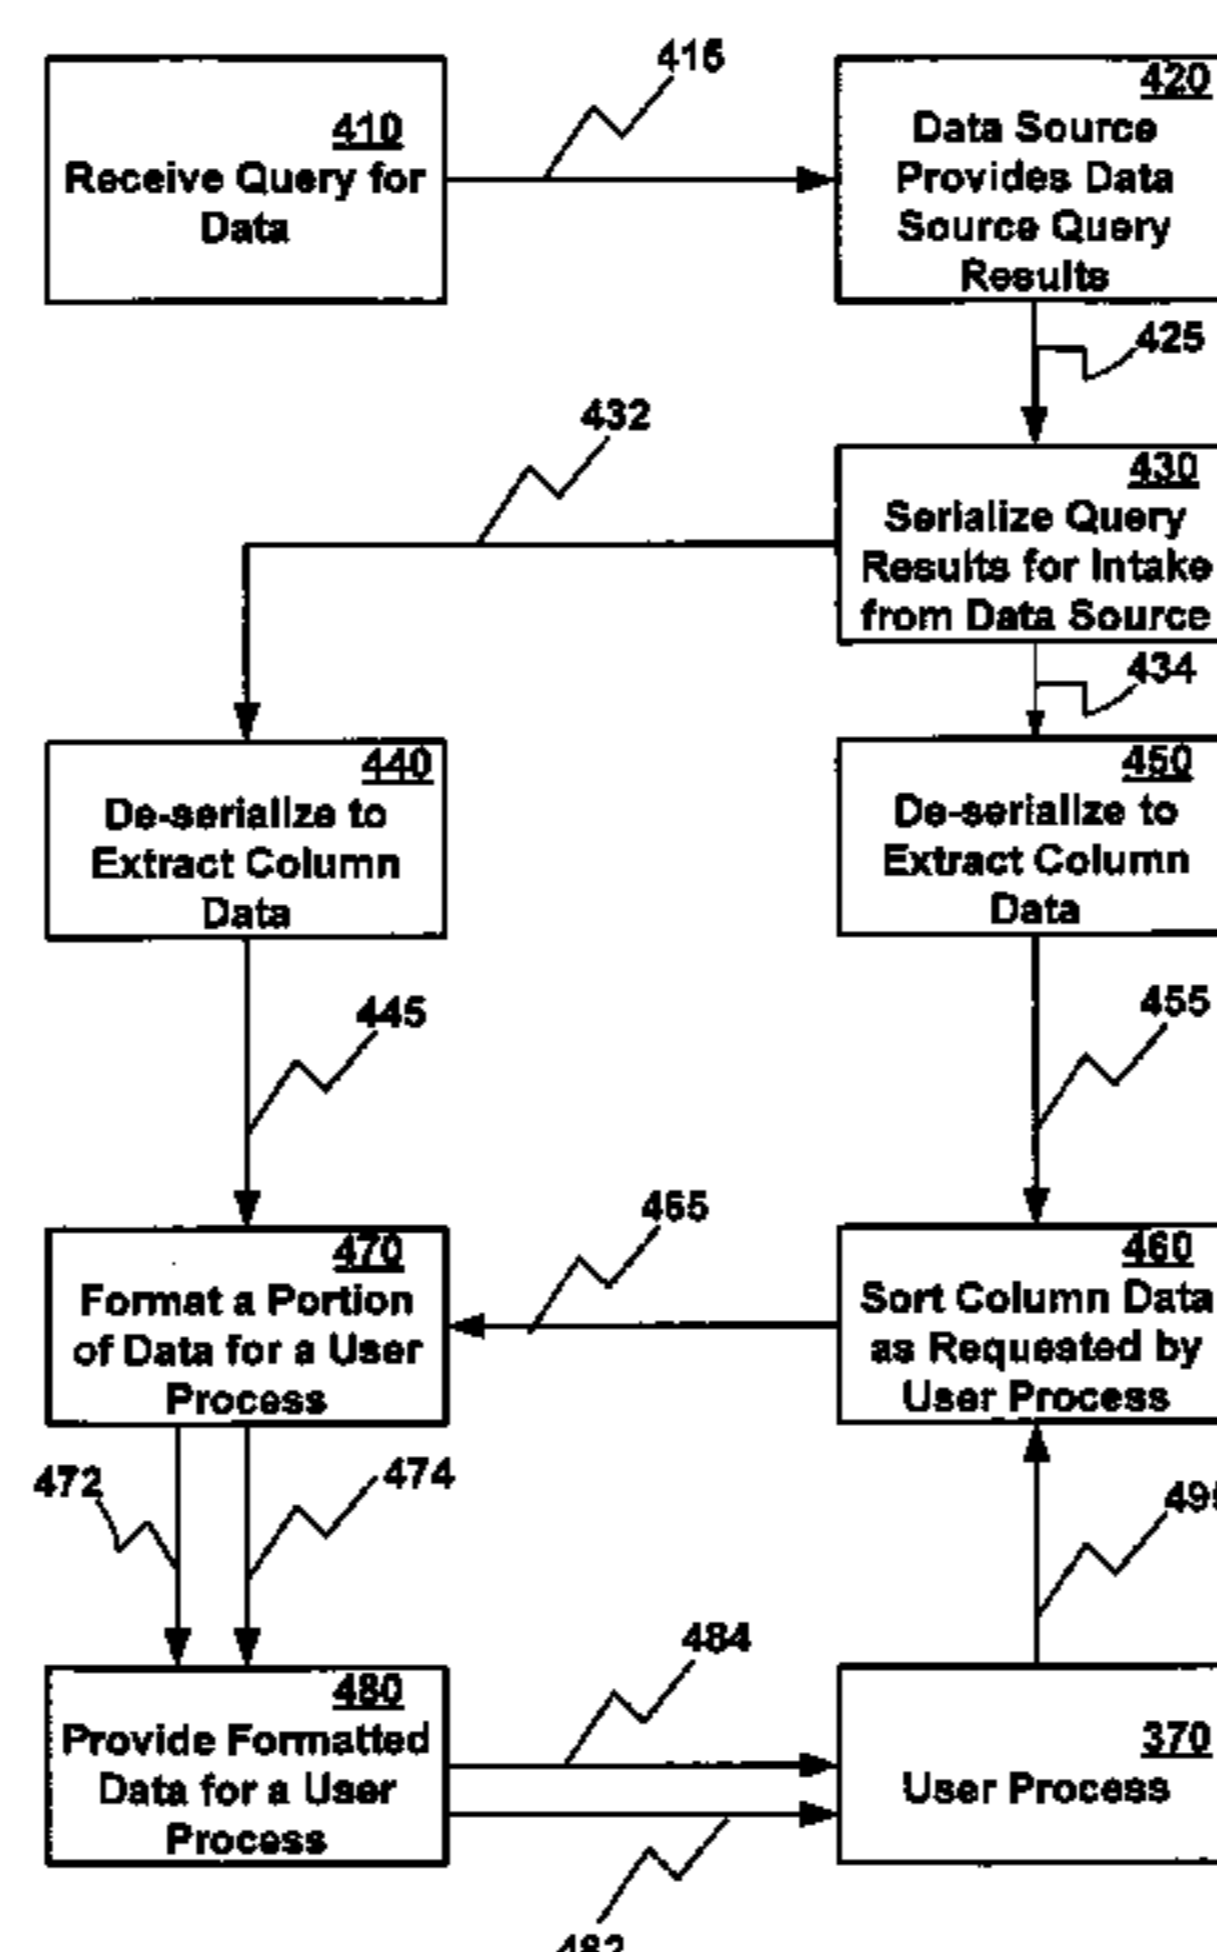 415
410
Receive Query for
Data
420
Data Source
Provides Data
Source Query
Results
425
432
430
Serialize Query
Results for Intake
from Data Source
434
440
De-serialize to
Extract Column
Data
450
De-serialize to
Extract Column
Data
445
455
465
470
Format a Portion
of Data for a User
Process
460
Sort Column Data
as Requested by
User Process
472
474
484
480
Provide Formatted
Data for a User
Process
370
User Process